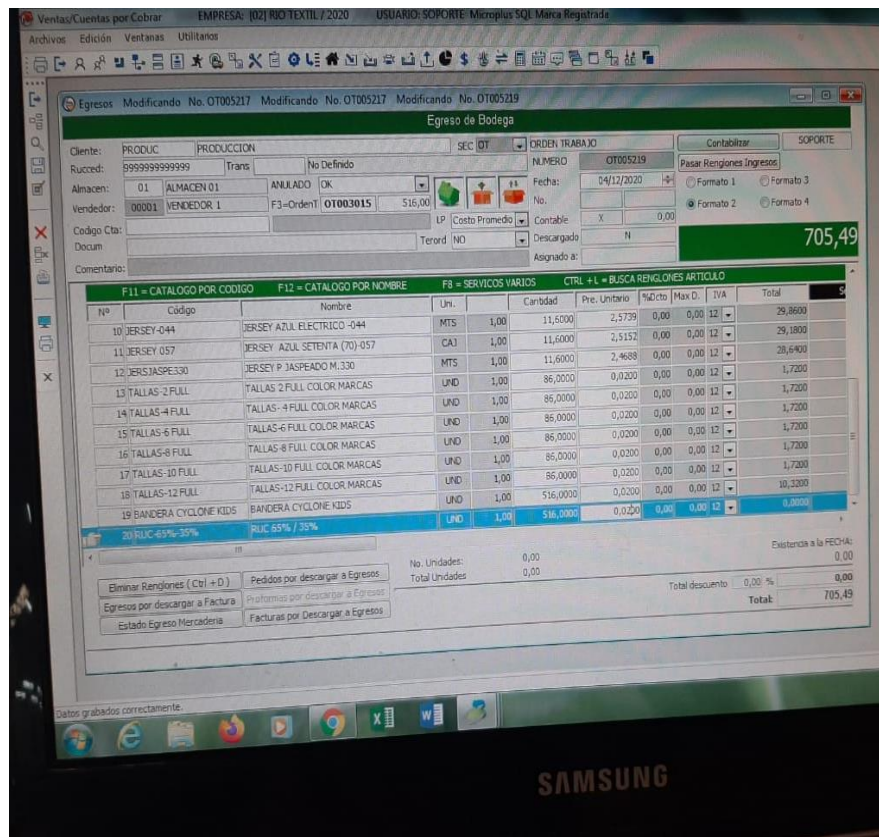 Ventas/Cuentas por Cobrar EMPRESA: [02] RIO TEXTIL / 2020 USUARIO: SOPORTE Microplus SQL Marca Registrada
Archivos Edición Ventanas Utilitarios
Egresos Modificando No. OT005217 Modificando No. OT005217 Modificando No. OT005219
Egreso de Bodega
Cliente: PRODUC PRODUCCION SEC OT ORDEN TRABAJO Contabilizar SOPORTE
Rucced: 9999999999999 Trans No Definido NUMERO OT005219 Pasar Renglones Ingresos
Almacen: 01 ALMACEN 01 ANULADO OK Fecha: 04/12/2020 Formato 1 Formato 3
Vendedor: 00001 VENDEDOR 1 F3=OrdenT OT003015 516,00 No. Formato 2 Formato 4
Codigo Cta: LP Costo Promedio Contable X 0,00
Docum Terord NO Descargado N 705,49
Comentario: Asignado a:
F11 = CATALOGO POR CODIGO F12 = CATALOGO POR NOMBRE F8 = SERVICOS VARIOS CTRL + L = BUSCA RENGLONES ARTICULO
Nº Código Nombre Uni. Cantidad Pre. Unitario %Dcto Max D. IVA Total
10 JERSEY-044 JERSEY AZUL ELECTRICO -044 MTS 1,00 11,6000 2,5739 0,00 0,00 12 29,8600
11 JERSEY 057 JERSEY AZUL SETENTA (70)-057 CAJ 1,00 11,6000 2,5152 0,00 0,00 12 29,1800
12 JERSJASPE330 JERSEY P JASPEADO M.330 MTS 1,00 11,6000 2,4688 0,00 0,00 12 28,6400
13 TALLAS-2 FULL TALLAS 2 FULL COLOR MARCAS UND 1,00 86,0000 0,0200 0,00 0,00 12 1,7200
14 TALLAS-4 FULL TALLAS- 4 FULL COLOR MARCAS UND 1,00 86,0000 0,0200 0,00 0,00 12 1,7200
15 TALLAS-6 FULL TALLAS-6 FULL COLOR MARCAS UND 1,00 86,0000 0,0200 0,00 0,00 12 1,7200
16 TALLAS-8 FULL TALLAS-8 FULL COLOR MARCAS UND 1,00 86,0000 0,0200 0,00 0,00 12 1,7200
17 TALLAS-10 FULL TALLAS-10 FULL COLOR MARCAS UND 1,00 86,0000 0,0200 0,00 0,00 12 1,7200
18 TALLAS-12 FULL TALLAS-12 FULL COLOR MARCAS UND 1,00 86,0000 0,0200 0,00 0,00 12 1,7200
19 BANDERA CYCLONE KIDS BANDERA CYCLONE KIDS UND 1,00 516,0000 0,0200 0,00 0,00 12 10,3200
20 RUC-65%-35% RUC 65% / 35% UND 1,00 516,0000 0,0200 0,00 0,00 12 0,0000
Existencia a la FECHA:
No. Unidades: 0,00 0,00
Eliminar Renglones ( Ctrl + D ) Pedidos por descargar a Egresos Total Unidades 0,00 Total descuento 0,00 % 0,00
Egresos por descargar a Factura Proformas por descargar a Egresos Total: 705,49
Estado Egreso Mercaderia Facturas por Descargar a Egresos
Datos grabados correctamente.
SAMSUNG